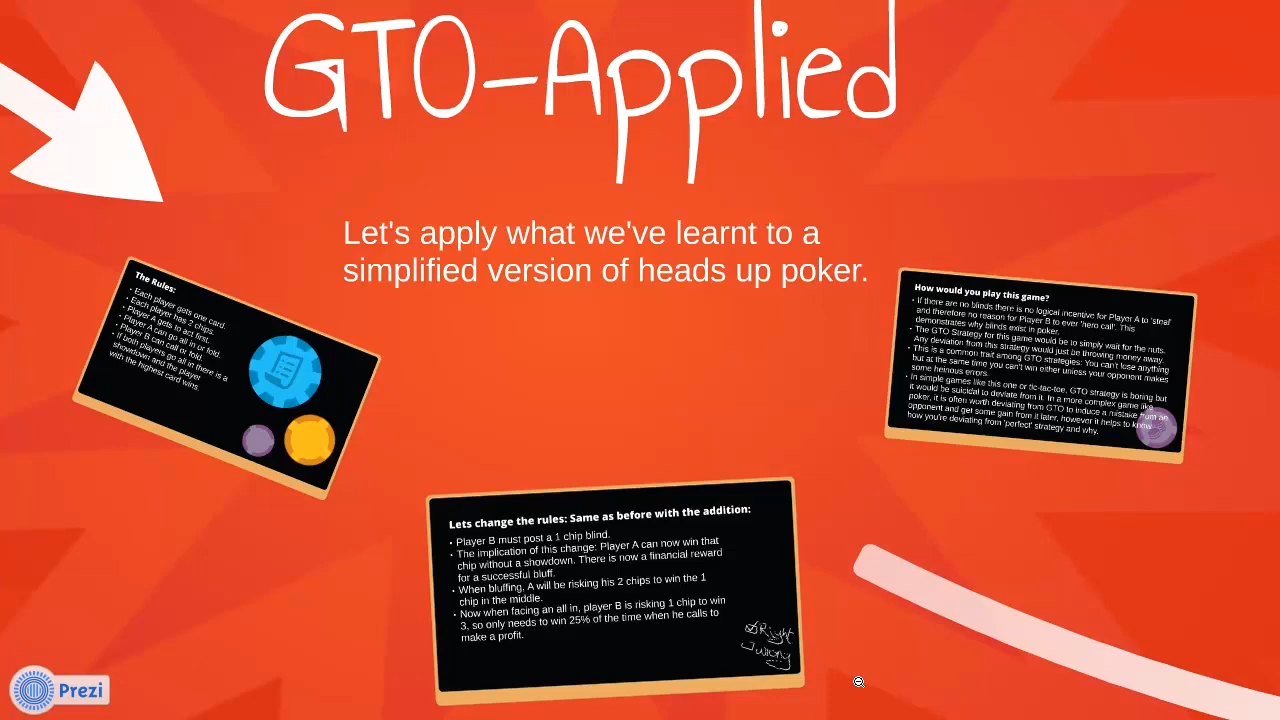 GTO-Applied
Let's apply what we've learnt to a
simplified version of heads up poker.
The Rules:
• Each player gets one card.
• Each player has 2 chips.
• Player A gets to act first.
• Player A can go all in or fold.
• Player B can call or fold.
• If both players go all in there is a
showdown and the player
with the highest card wins.
How would you play this game?
• If there are no blinds there is no logical incentive for Player A to 'steal'
and therefore no reason for Player B to ever 'hero call'. This
demonstrates why blinds exist in poker.
• The GTO Strategy for this game would be to simply wait for the nuts.
Any deviation from this strategy would just be throwing money away.
• This is a common trait among GTO strategies: You can't lose anything
but at the same time you can't win either unless your opponent makes
some heinous errors.
• In simple games like this one or tic-tac-toe, GTO strategy is boring but
it would be suicidal to deviate from it. In a more complex game like
poker, it is often worth deviating from GTO to induce a mistake from an
opponent and get some gain from it later, however it helps to know
how you're deviating from 'perfect' strategy and why.
Lets change the rules: Same as before with the addition:
• Player B must post a 1 chip blind.
• The implication of this change: Player A can now win that
chip without a showdown. There is now a financial reward
for a successful bluff.
• When bluffing, A will be risking his 2 chips to win the 1
chip in the middle.
• Now when facing an all in, player B is risking 1 chip to win
3, so only needs to win 25% of the time when he calls to
make a profit.
Right
Wrong
Prezi